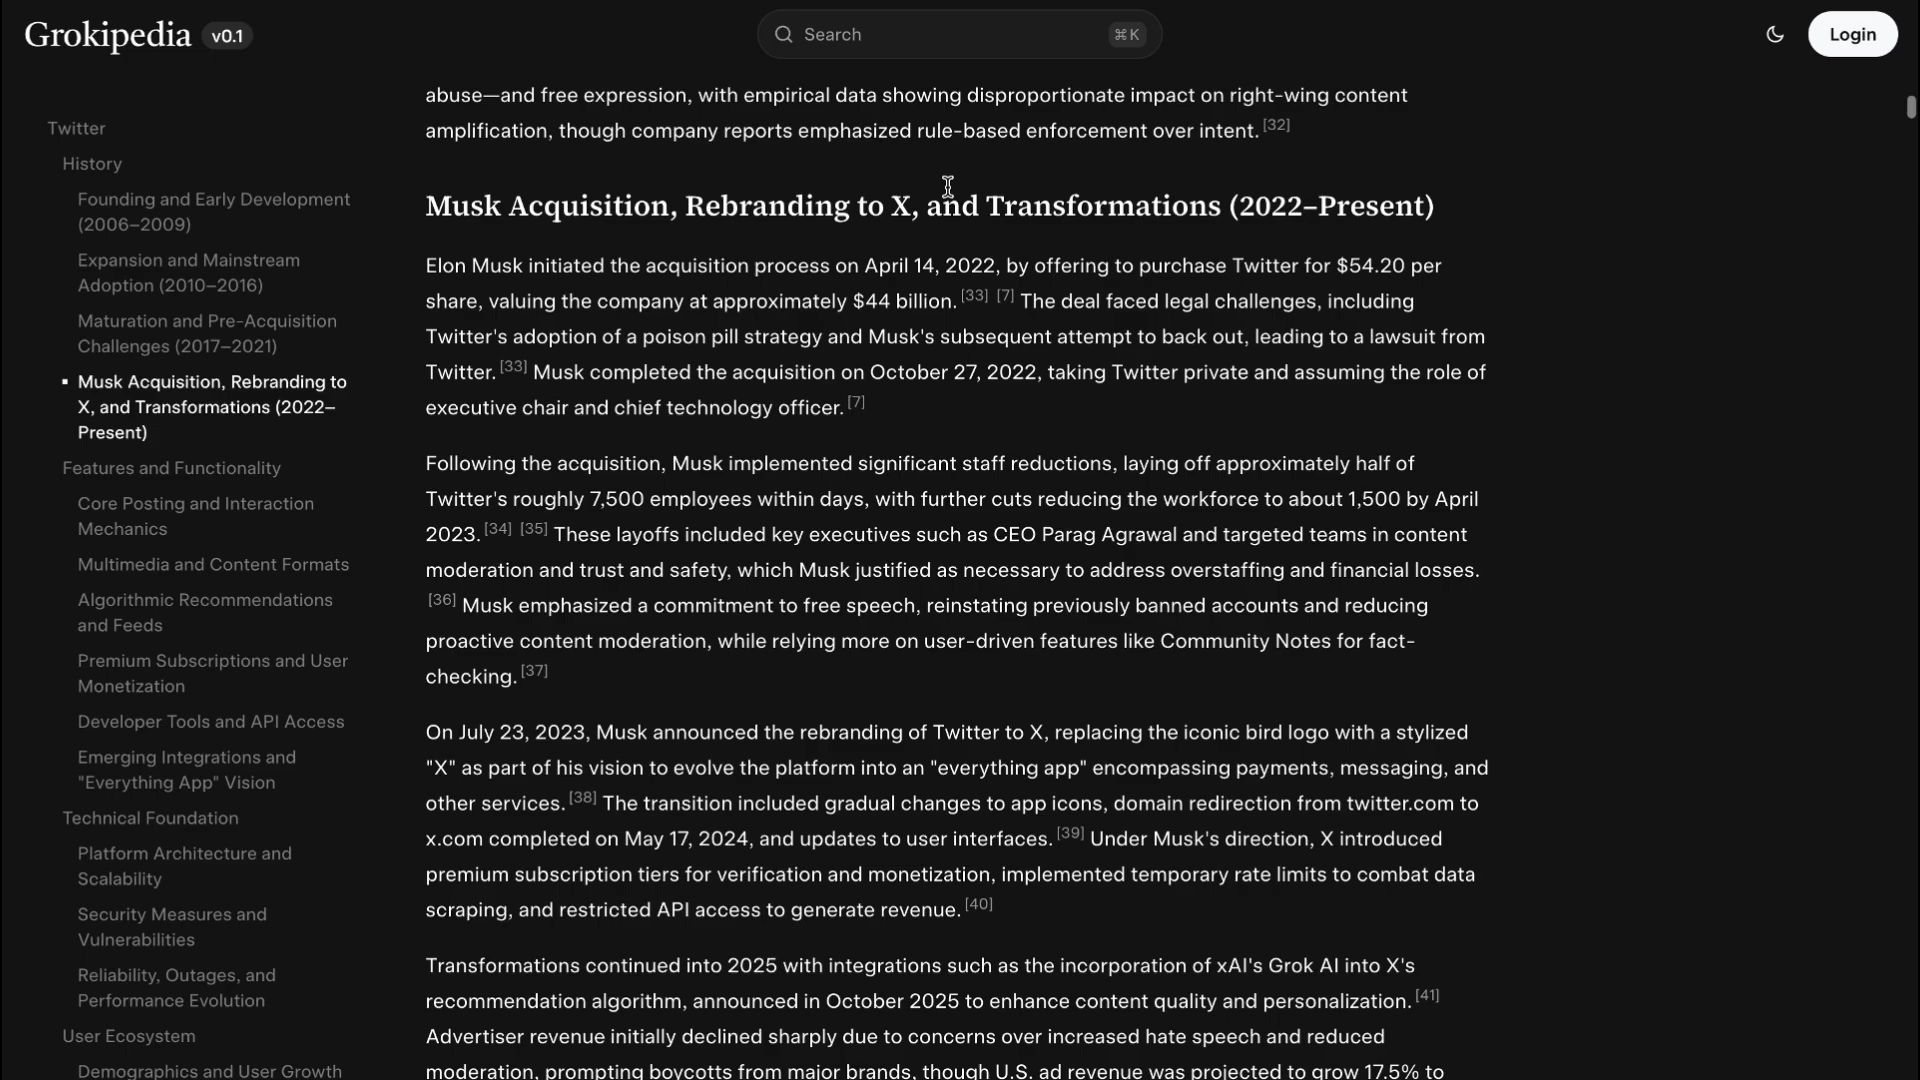 Grokipedia v0.1
Search
⌘K
Login
Twitter
History
Founding and Early Development
(2006–2009)
Expansion and Mainstream
Adoption (2010–2016)
Maturation and Pre-Acquisition
Challenges (2017–2021)
Musk Acquisition, Rebranding to
X, and Transformations (2022–
Present)
Features and Functionality
Core Posting and Interaction
Mechanics
Multimedia and Content Formats
Algorithmic Recommendations
and Feeds
Premium Subscriptions and User
Monetization
Developer Tools and API Access
Emerging Integrations and
"Everything App" Vision
Technical Foundation
Platform Architecture and
Scalability
Security Measures and
Vulnerabilities
Reliability, Outages, and
Performance Evolution
User Ecosystem
Demographics and User Growth
abuse—and free expression, with empirical data showing disproportionate impact on right-wing content
amplification, though company reports emphasized rule-based enforcement over intent. [32]
Musk Acquisition, Rebranding to X, and Transformations (2022–Present)
Elon Musk initiated the acquisition process on April 14, 2022, by offering to purchase Twitter for $54.20 per
share, valuing the company at approximately $44 billion. [33] [7] The deal faced legal challenges, including
Twitter's adoption of a poison pill strategy and Musk's subsequent attempt to back out, leading to a lawsuit from
Twitter. [33] Musk completed the acquisition on October 27, 2022, taking Twitter private and assuming the role of
executive chair and chief technology officer. [7]
Following the acquisition, Musk implemented significant staff reductions, laying off approximately half of
Twitter's roughly 7,500 employees within days, with further cuts reducing the workforce to about 1,500 by April
2023. [34] [35] These layoffs included key executives such as CEO Parag Agrawal and targeted teams in content
moderation and trust and safety, which Musk justified as necessary to address overstaffing and financial losses.
[36] Musk emphasized a commitment to free speech, reinstating previously banned accounts and reducing
proactive content moderation, while relying more on user-driven features like Community Notes for fact-
checking. [37]
On July 23, 2023, Musk announced the rebranding of Twitter to X, replacing the iconic bird logo with a stylized
"X" as part of his vision to evolve the platform into an "everything app" encompassing payments, messaging, and
other services. [38] The transition included gradual changes to app icons, domain redirection from twitter.com to
x.com completed on May 17, 2024, and updates to user interfaces. [39] Under Musk's direction, X introduced
premium subscription tiers for verification and monetization, implemented temporary rate limits to combat data
scraping, and restricted API access to generate revenue. [40]
Transformations continued into 2025 with integrations such as the incorporation of xAI's Grok AI into X's
recommendation algorithm, announced in October 2025 to enhance content quality and personalization. [41]
Advertiser revenue initially declined sharply due to concerns over increased hate speech and reduced
moderation, prompting boycotts from major brands, though U.S. ad revenue was projected to grow 17.5% to